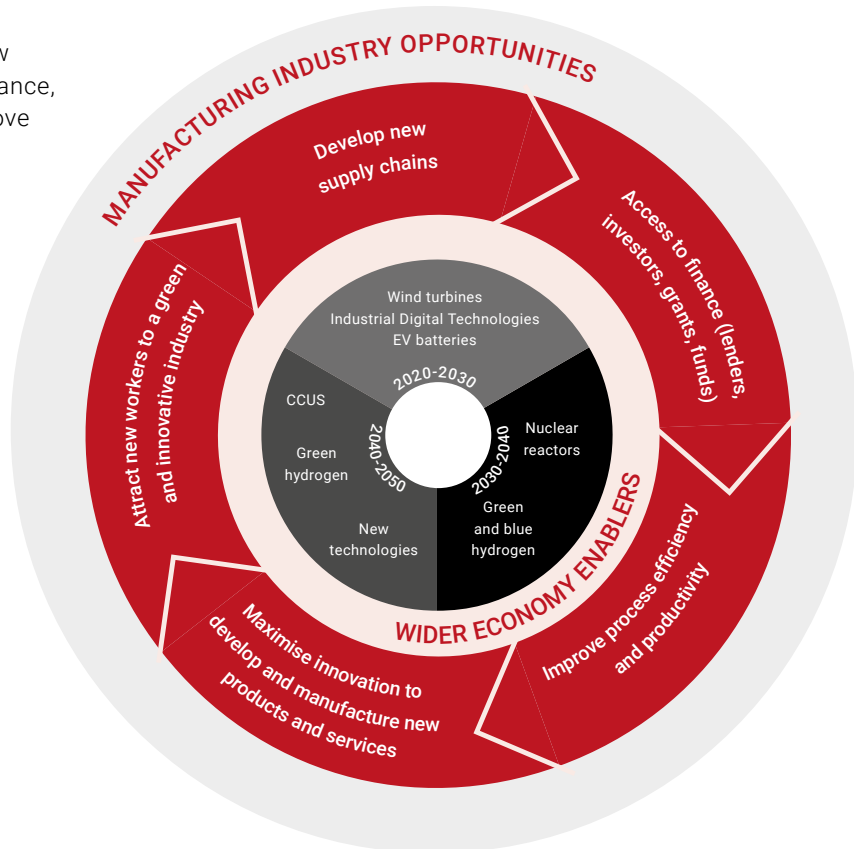 w
ance,
ove
MANUFACTURING INDUSTRY OPPORTUNITIES
Develop new
supply chains
Access to finance (lenders,
investors, grants, funds)
Improve process efficiency
and productivity
Maximise innovation to
develop and manufacture new
products and services
Attract new workers to a green
and innovative industry
WIDER ECONOMY ENABLERS
Wind turbines
Industrial Digital Technologies
EV batteries
2020-2030
Nuclear
reactors
2030-2040
Green
and blue
hydrogen
CCUS
2040-2050
Green
hydrogen
New
technologies